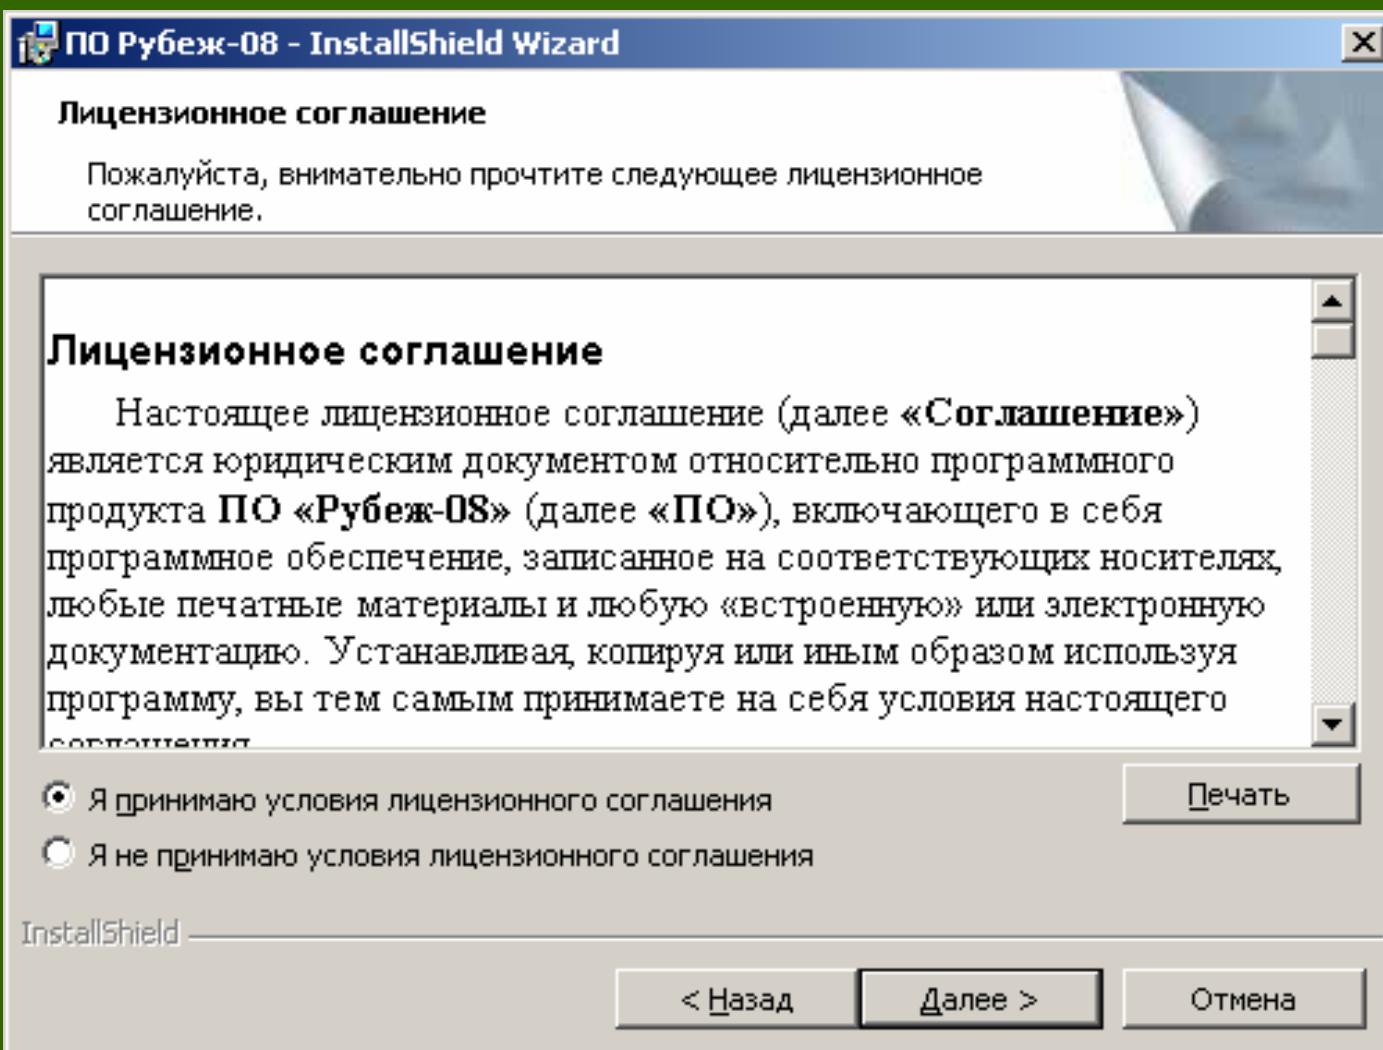 ПО Рубеж-08 - InstallShield Wizard
Лицензионное соглашение
Пожалуйста, внимательно прочтите следующее лицензионное
соглашение.
Лицензионное соглашение
Настоящее лицензионное соглашение (далее «Соглашение»)
является юридическим документом относительно программного
продукта ПО «Рубеж-08» (далее «ПО»), включающего в себя
программное обеспечение, записанное на соответствующих носителях,
любые печатные материалы и любую «встроенную» или электронную
документацию. Устанавливая, копируя или иным образом используя
программу, вы тем самым принимаете на себя условия настоящего
соглашения
Я принимаю условия лицензионного соглашения
Печать
Я не принимаю условия лицензионного соглашения
InstallShield
< Назад
Далее >
Отмена